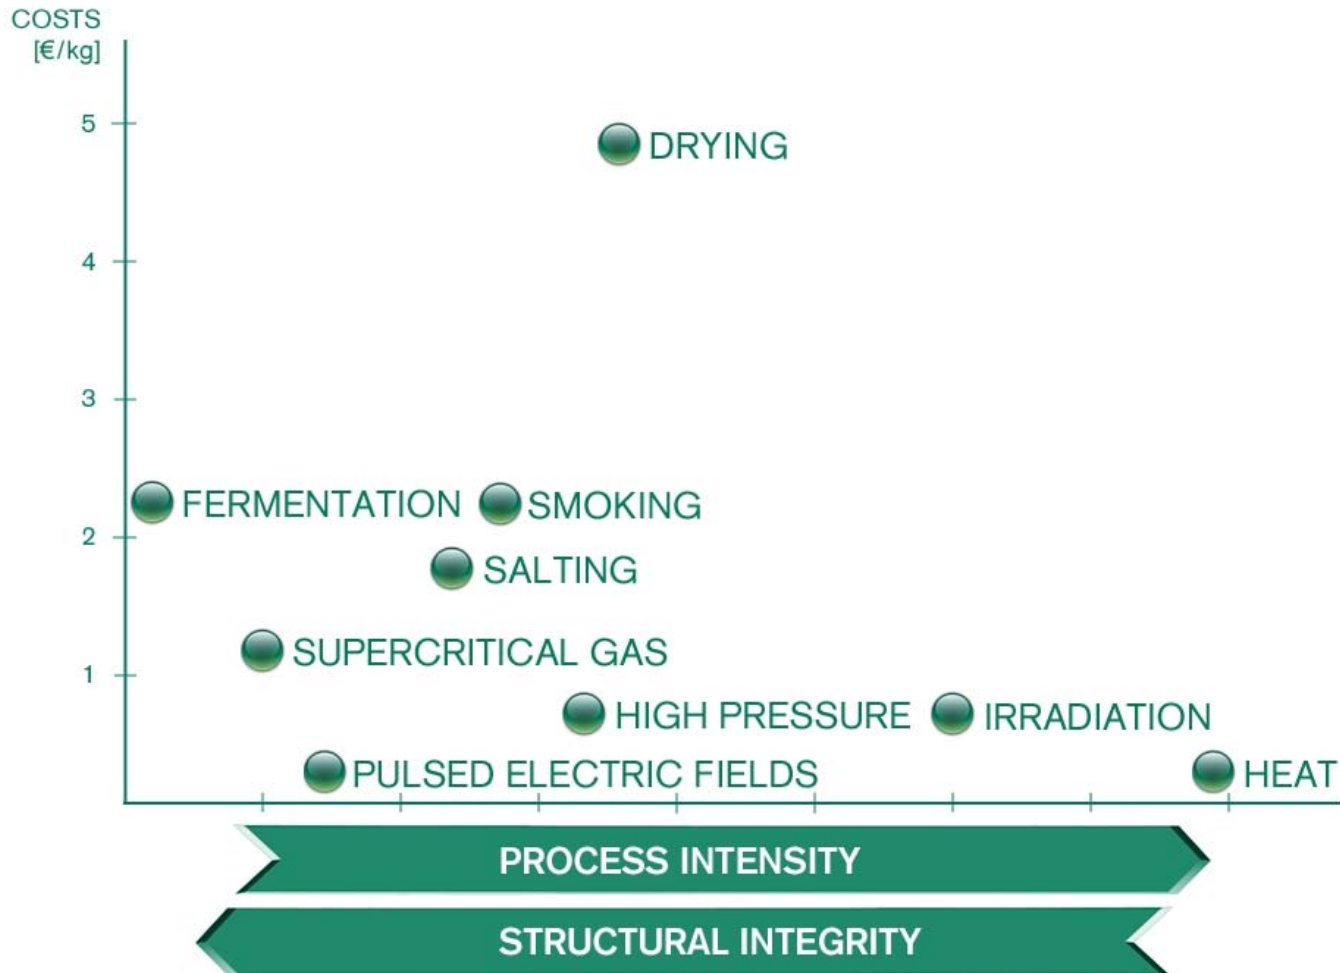 COSTS
[€/kg]
5
DRYING
4
3
FERMENTATION
SMOKING
2
SALTING
SUPERCRITICAL GAS
1
HIGH PRESSURE
IRRADIATION
PULSED ELECTRIC FIELDS
HEAT
PROCESS INTENSITY
STRUCTURAL INTEGRITY